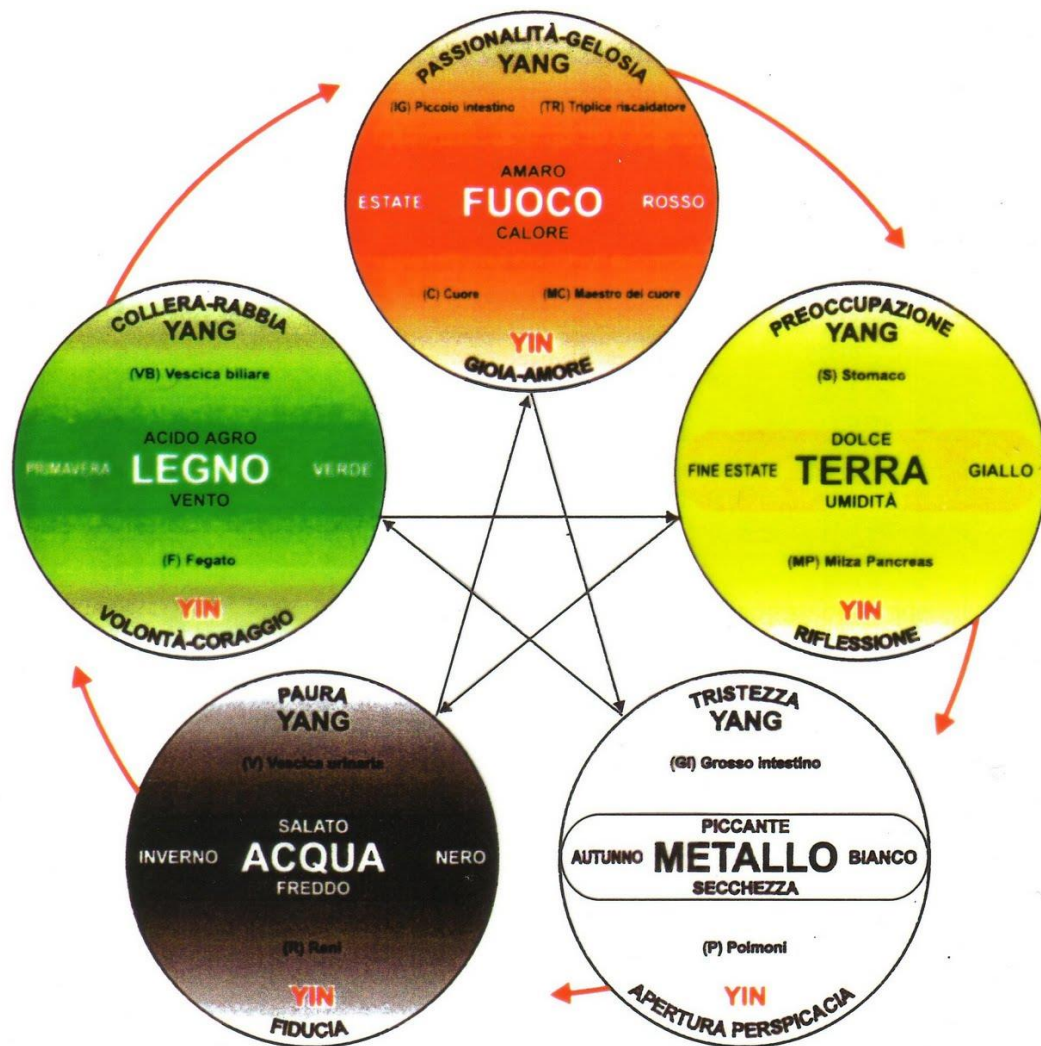 PASSIONALITÀ-GELOSIA
YANG
(IG) Piccolo intestino (TR) Triplice riscaldatore
AMARO
ESTATE FUOCO ROSSO
CALORE
(C) Cuore (MC) Maestro del cuore
YIN
GIOIA-AMORE
COLLERA-RABBIA
YANG
(VB) Vescica biliare
ACIDO AGRO
PRIMAVERA LEGNO VERDE
VENTO
(F) Fegato
YIN
VOLONTÀ-CORAGGIO
PREOCCUPAZIONE
YANG
(S) Stomaco
DOLCE
FINE ESTATE TERRA GIALLO
UMIDITÀ
(MP) Milza Pancreas
YIN
RIFLESSIONE
PAURA
YANG
(V) Vescica urinaria
SALATO
INVERNO ACQUA NERO
FREDDO
(R) Reni
YIN
FIDUCIA
TRISTEZZA
YANG
(GI) Grosso intestino
PICCANTE
AUTUNNO METALLO BIANCO
SECCHEZZA
(P) Polmoni
YIN
APERTURA PERSPICACIA